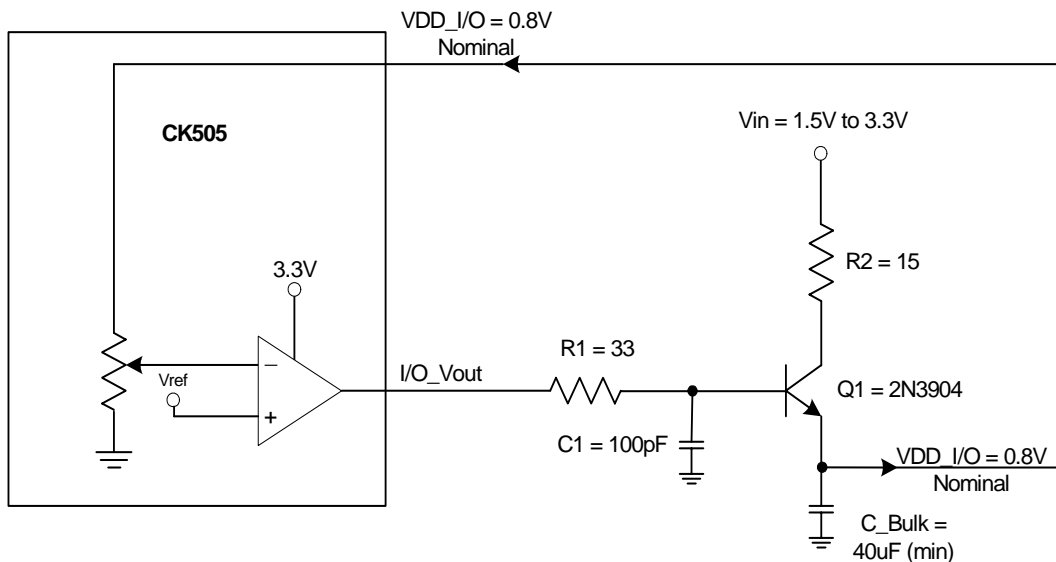 VDD_I/O = 0.8V
Nominal
CK505
Vin = 1.5V to 3.3V
R2 = 15
3.3V
R1 = 33
I/O_Vout
Vref
−
+
Q1 = 2N3904
C1 = 100pF
VDD_I/O = 0.8V
Nominal
C_Bulk =
40uF (min)